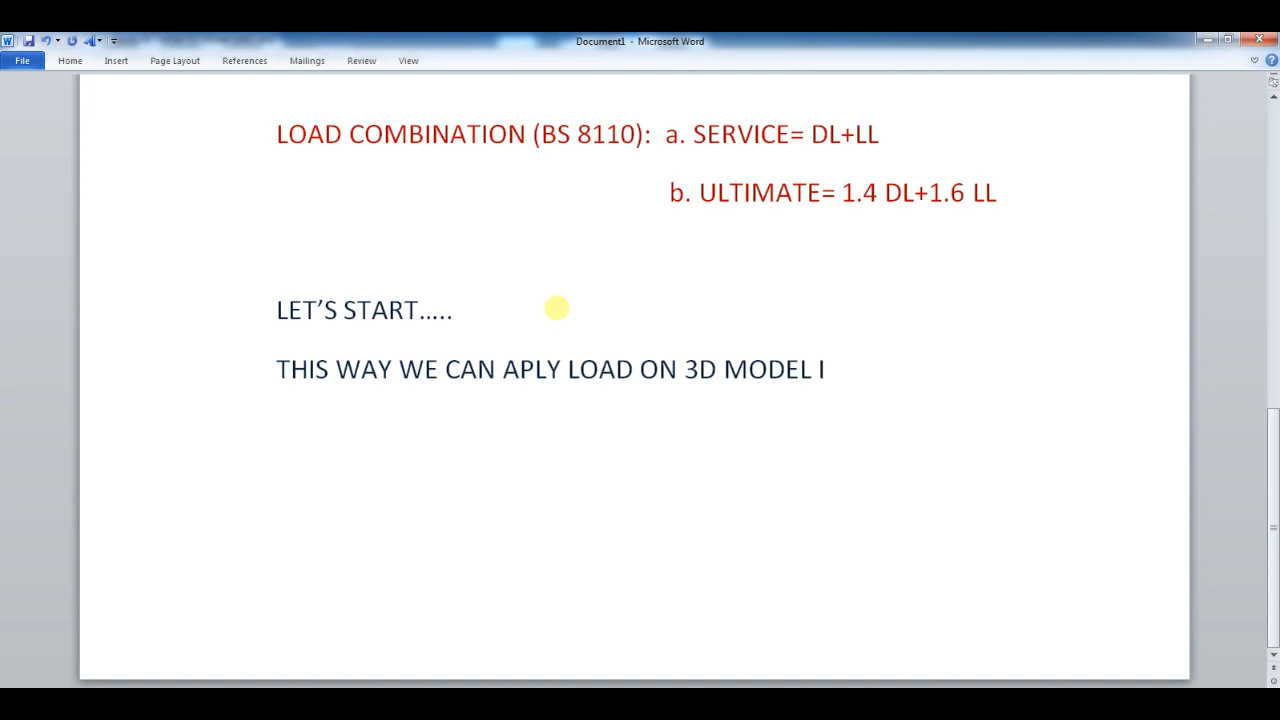 Document1 - Microsoft Word
File Home Insert Page Layout References Mailings Review View
LOAD COMBINATION (BS 8110): a. SERVICE= DL+LL
b. ULTIMATE= 1.4 DL+1.6 LL
LET’S START…..
THIS WAY WE CAN APLY LOAD ON 3D MODEL I